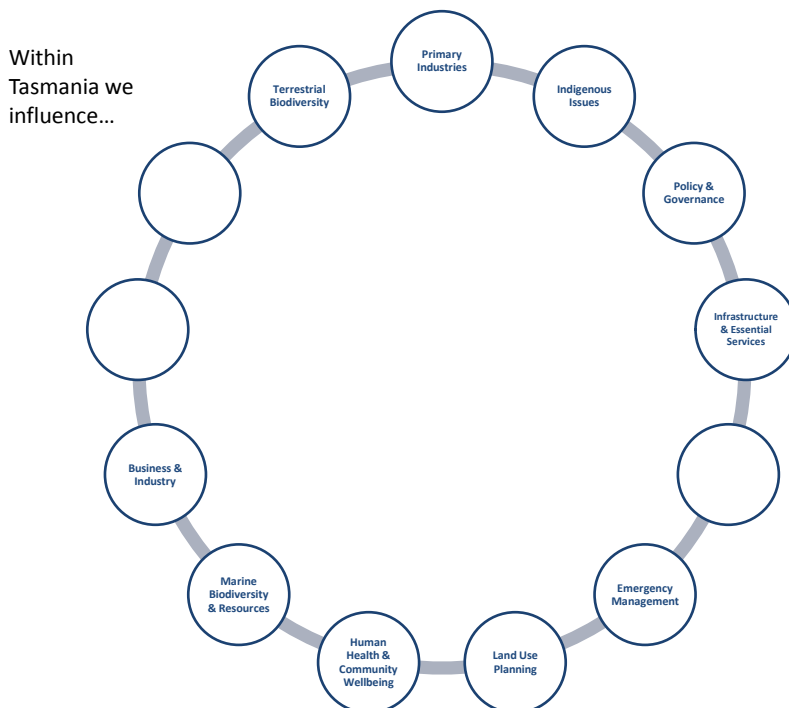 Within
Tasmania we
influence…
Primary
Industries
Indigenous
Issues
Policy &
Governance
Infrastructure
& Essential
Services
Emergency
Management
Land Use
Planning
Human
Health &
Community
Wellbeing
Marine
Biodiversity
& Resources
Business &
Industry
Terrestrial
Biodiversity